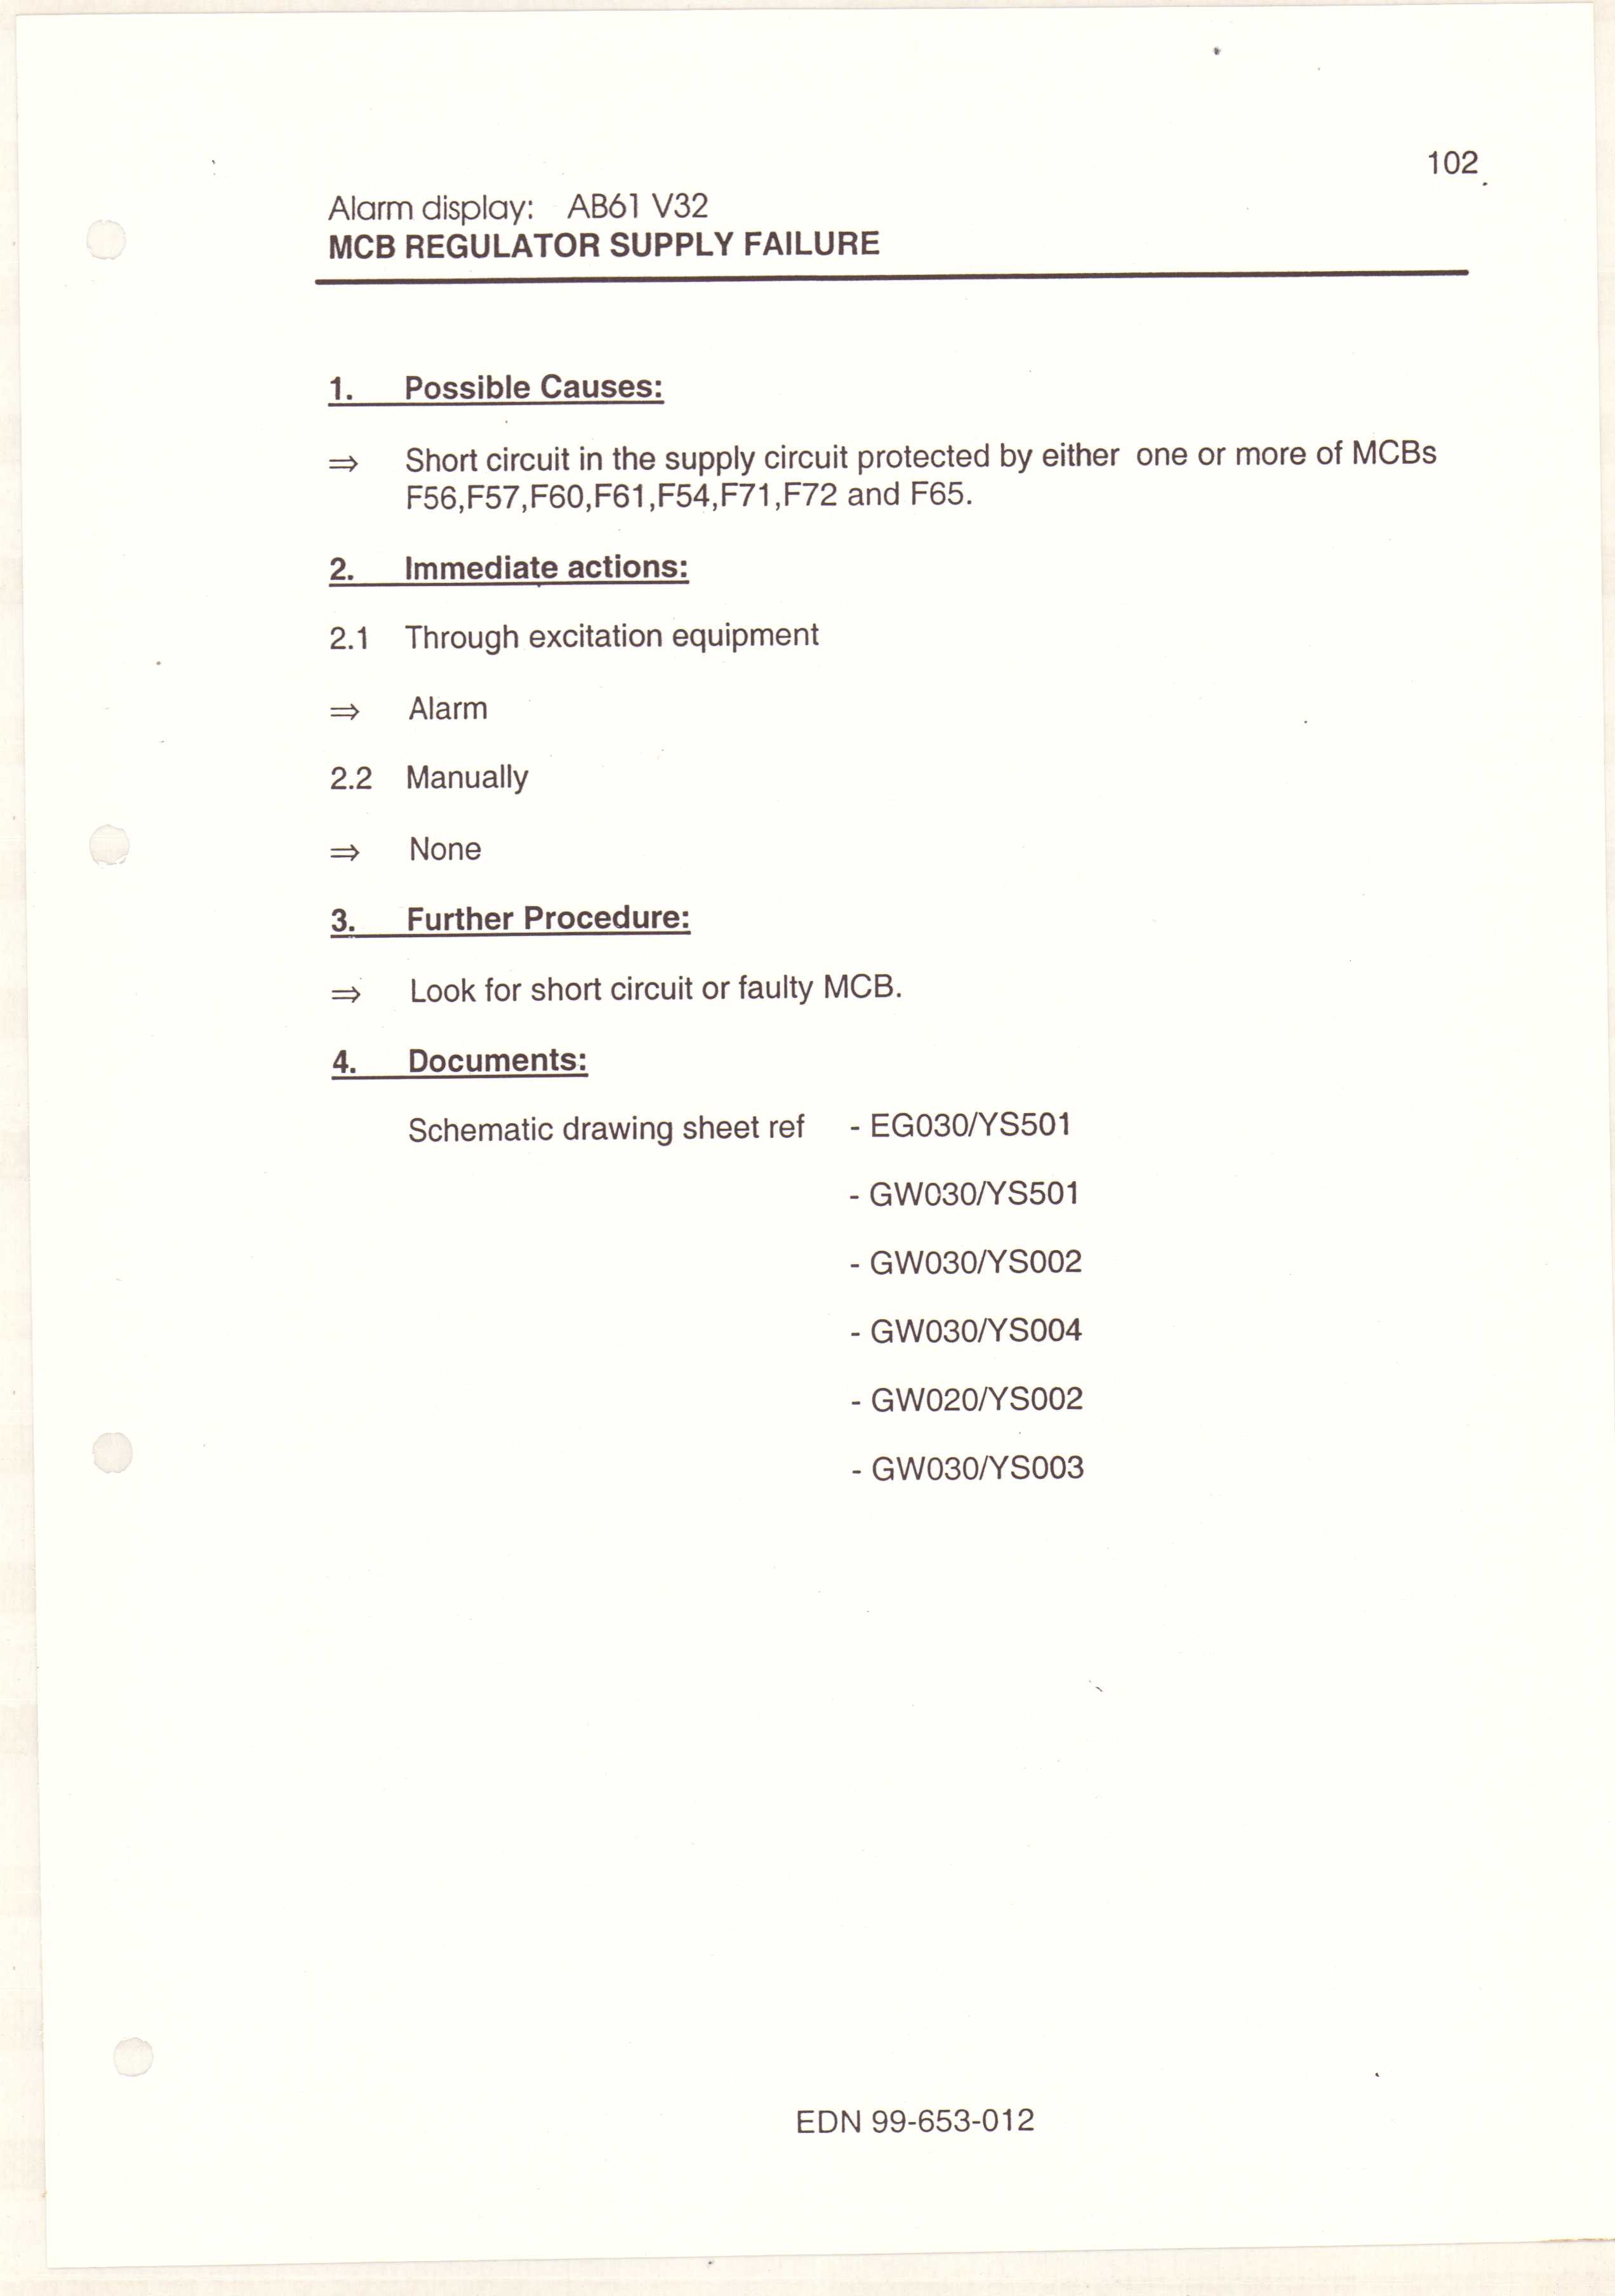 102
Alarm display: AB61 V32
MCB REGULATOR SUPPLY FAILURE
1. Possible Causes:
⇒ Short circuit in the supply circuit protected by either one or more of MCBs
F56,F57,F60,F61,F54,F71,F72 and F65.
2. Immediate actions:
2.1 Through excitation equipment
⇒ Alarm
2.2 Manually
⇒ None
3. Further Procedure:
⇒ Look for short circuit or faulty MCB.
4. Documents:
Schematic drawing sheet ref - EG030/YS501
- GW030/YS501
- GW030/YS002
- GW030/YS004
- GW020/YS002
- GW030/YS003
EDN 99-653-012